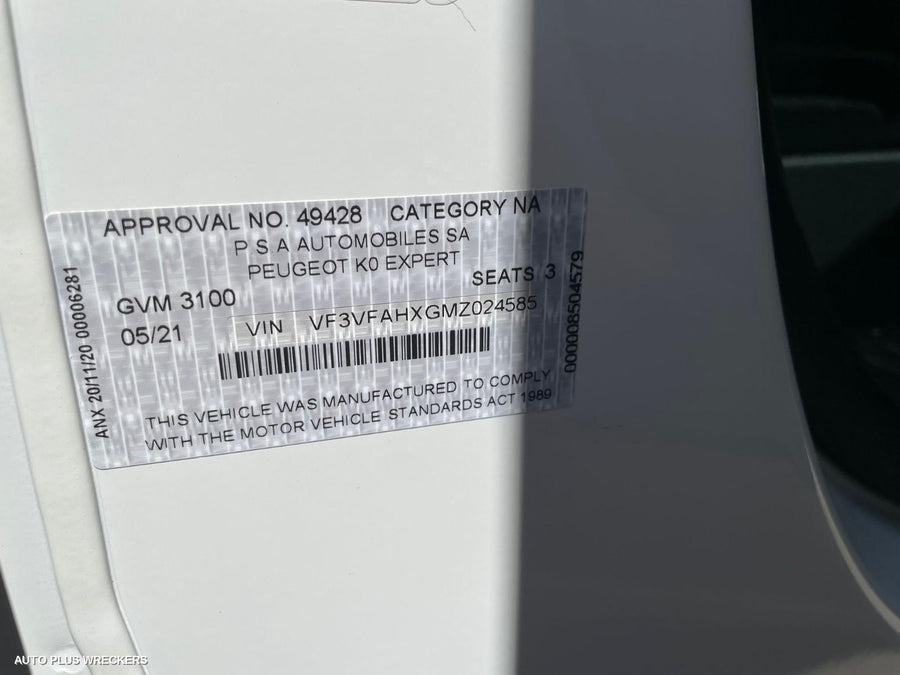 APPROVAL NO. 49428 CATEGORY NA
P S A AUTOMOBILES SA
PEUGEOT K0 EXPERT
SEATS 3
GVM 3100
05/21
VIN VF3VFAHXGMZ024585
THIS VEHICLE WAS MANUFACTURED TO COMPLY
WITH THE MOTOR VEHICLE STANDARDS ACT 1989
ANX 20/11/20 00006281
00008504579
AUTO PLUS WRECKERS